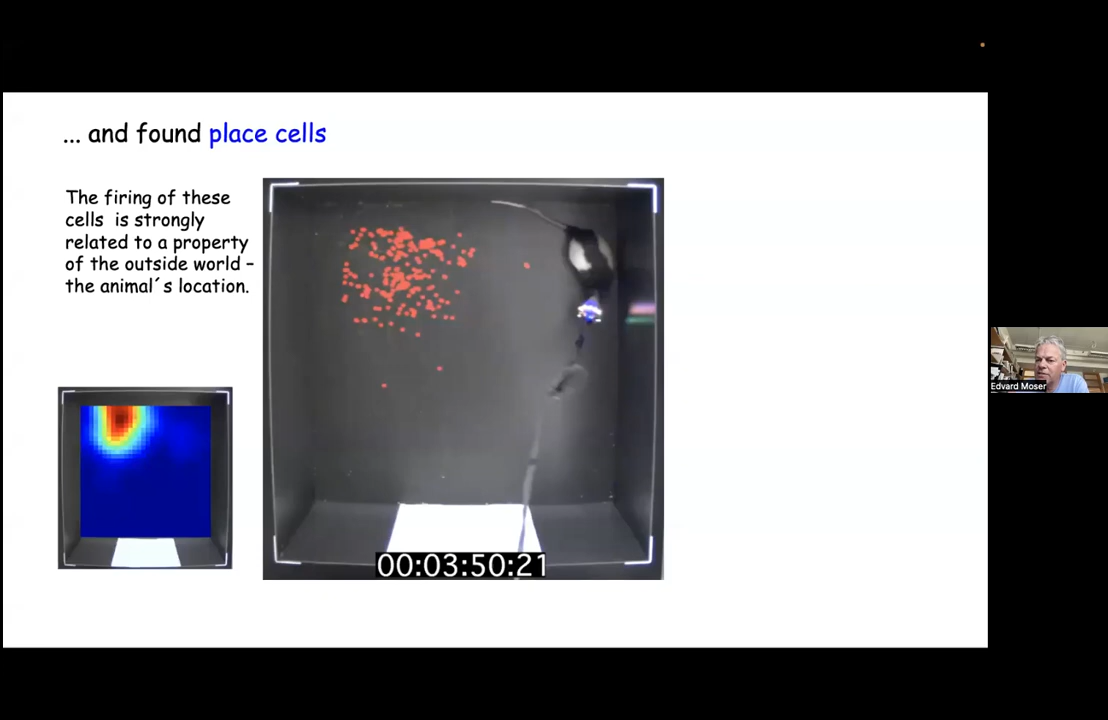 ... and found place cells
The firing of these
cells is strongly
related to a property
of the outside world –
the animal´s location.
00:03:50:21
Edvard Moser